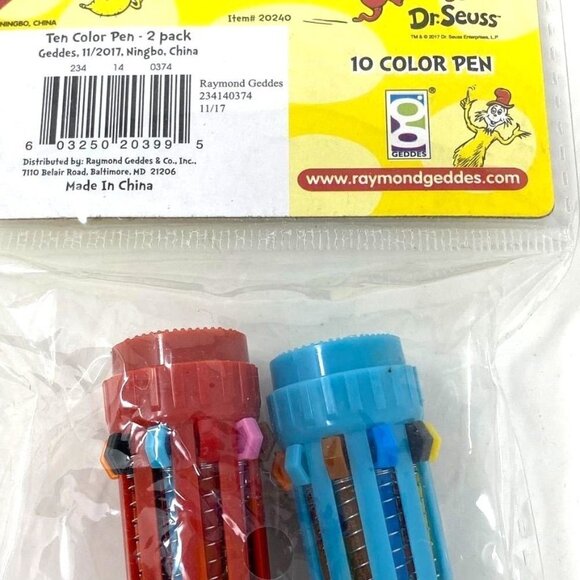 NINGBO, CHINA
Item# 20240
Dr. Seuss
™ & © 2017 Dr. Seuss Enterprises, L.P.
Ten Color Pen - 2 pack
Geddes, 11/2017, Ningbo, China
234 14 0374
Raymond Geddes
234140374
11/17
6 03250 20399 5
Distributed by: Raymond Geddes & Co., Inc.,
7110 Belair Road, Baltimore, MD 21206
Made In China
10 COLOR PEN
GEDDES
www.raymondgeddes.com